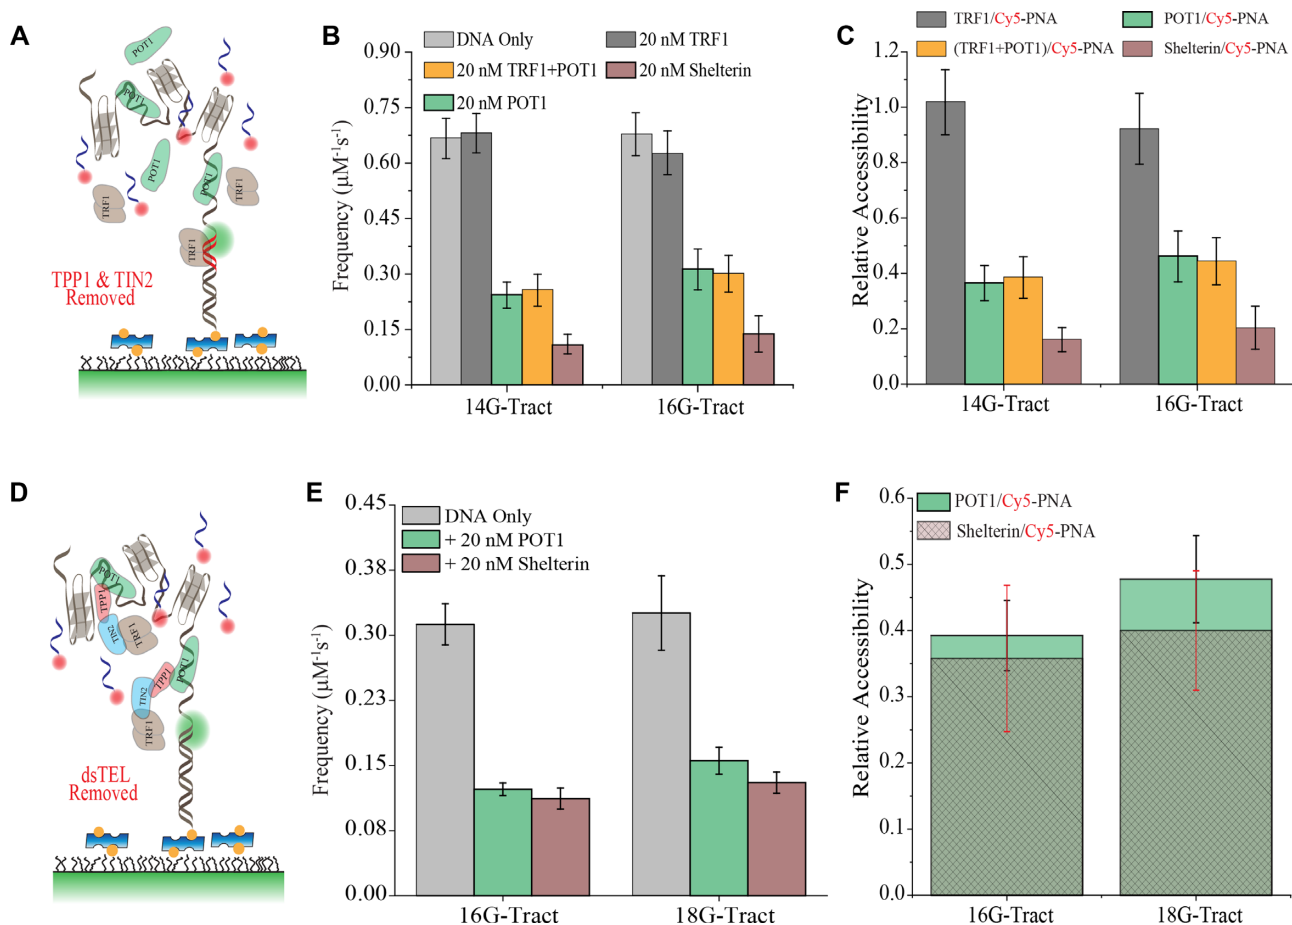 A
POT1
POT1
POT1
POT1
TRF1
TRF1
TRF1
TPP1 & TIN2
Removed
B
DNA Only
20 nM TRF1
20 nM TRF1+POT1
20 nM Shelterin
20 nM POT1
Frequency (µM⁻¹s⁻¹)
0.90
0.75
0.60
0.45
0.30
0.15
0.00
14G-Tract
16G-Tract
C
TRF1/Cy5-PNA
POT1/Cy5-PNA
(TRF1+POT1)/Cy5-PNA
Shelterin/Cy5-PNA
Relative Accessibility
1.2
1.0
0.8
0.6
0.4
0.2
0.0
14G-Tract
16G-Tract
D
POT1
TPP1
TIN2
TRF1
POT1
TPP1
TIN2
TRF1
dsTEL
Removed
E
DNA Only
+ 20 nM POT1
+ 20 nM Shelterin
Frequency (µM⁻¹s⁻¹)
0.45
0.38
0.30
0.23
0.15
0.08
0.00
16G-Tract
18G-Tract
F
POT1/Cy5-PNA
Shelterin/Cy5-PNA
Relative Accessibility
0.6
0.5
0.4
0.3
0.2
0.1
0.0
16G-Tract
18G-Tract